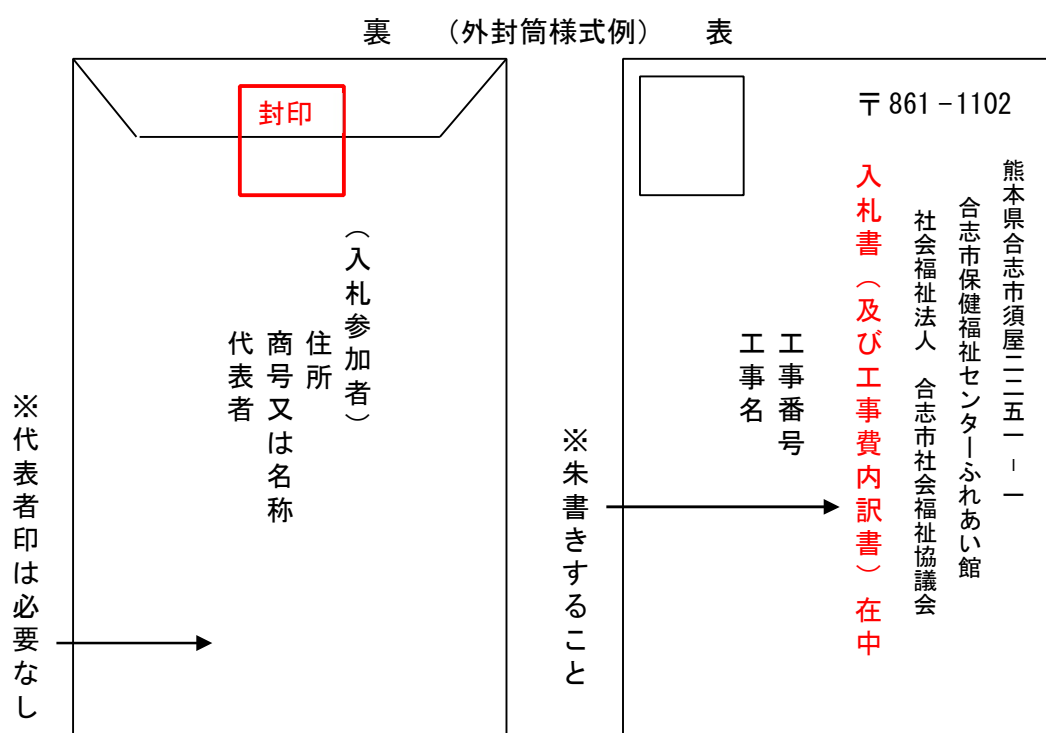 裏 (外封筒様式例) 表
封印
(入札参加者)
住所
商号又は名称
代表者
※代表者印は必要なし
〒861-1102
熊本県合志市須屋二二五一-一
合志市保健福祉センターふれあい館
社会福祉法人 合志市社会福祉協議会
入札書(及び工事費内訳書)在中
工事番号
工事名
※朱書きすること